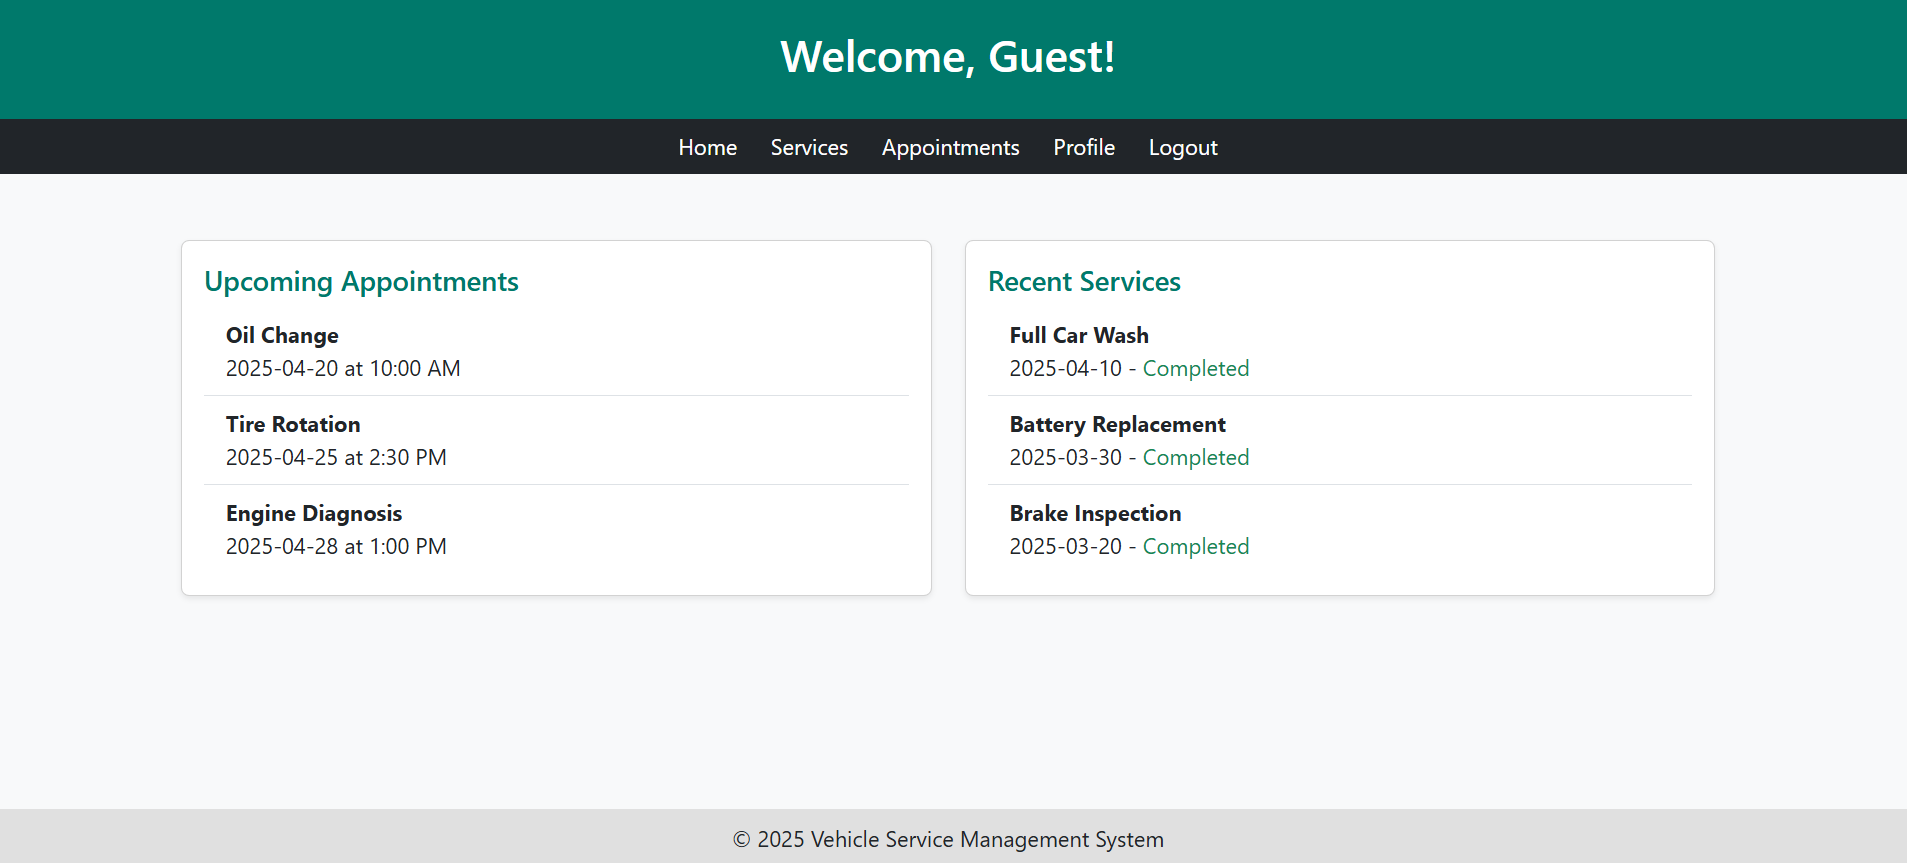 Welcome, Guest!
Home Services Appointments Profile Logout
Upcoming Appointments
Oil Change
2025-04-20 at 10:00 AM
Tire Rotation
2025-04-25 at 2:30 PM
Engine Diagnosis
2025-04-28 at 1:00 PM
Recent Services
Full Car Wash
2025-04-10 - Completed
Battery Replacement
2025-03-30 - Completed
Brake Inspection
2025-03-20 - Completed
© 2025 Vehicle Service Management System